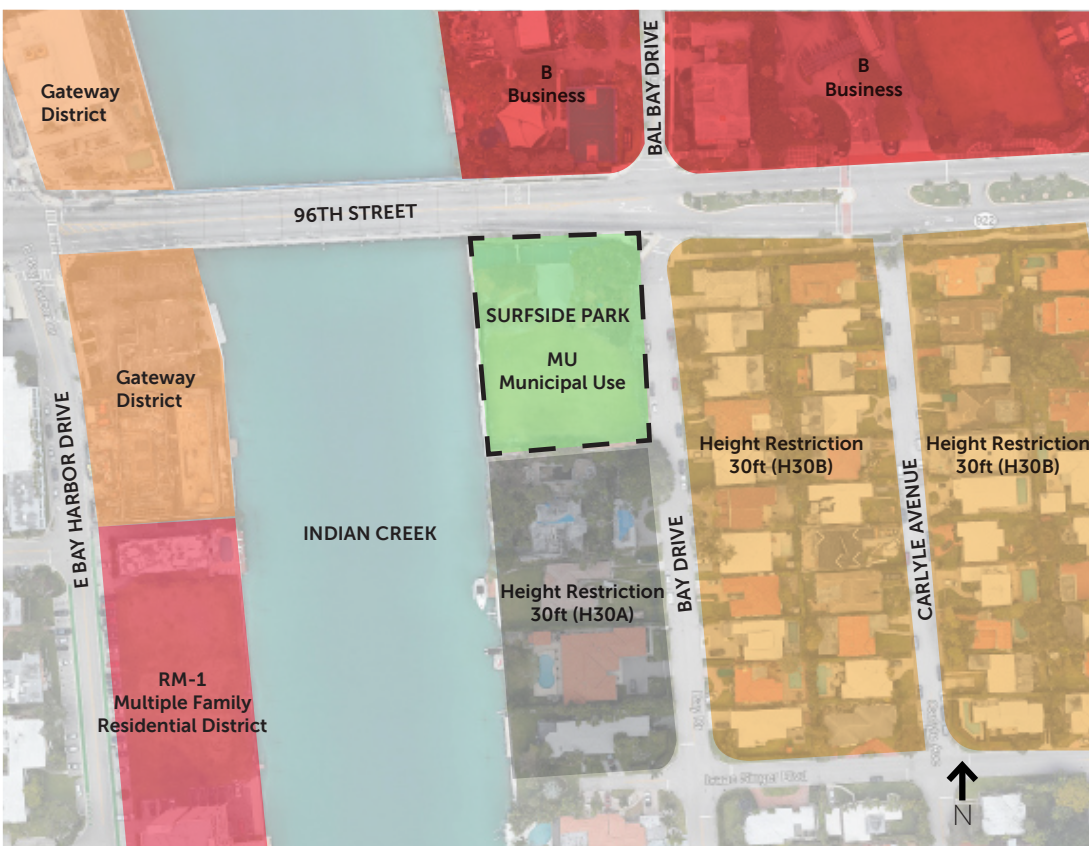 Gateway
District
B
Business
BAL BAY DRIVE
B
Business
96TH STREET
922
SURFSIDE PARK
MU
Municipal Use
Gateway
District
E BAY HARBOR DRIVE
INDIAN CREEK
Height Restriction
30ft (H30A)
BAY DRIVE
Height Restriction
30ft (H30B)
CARLYLE AVENUE
Height Restriction
30ft (H30B)
RM-1
Multiple Family
Residential District
N